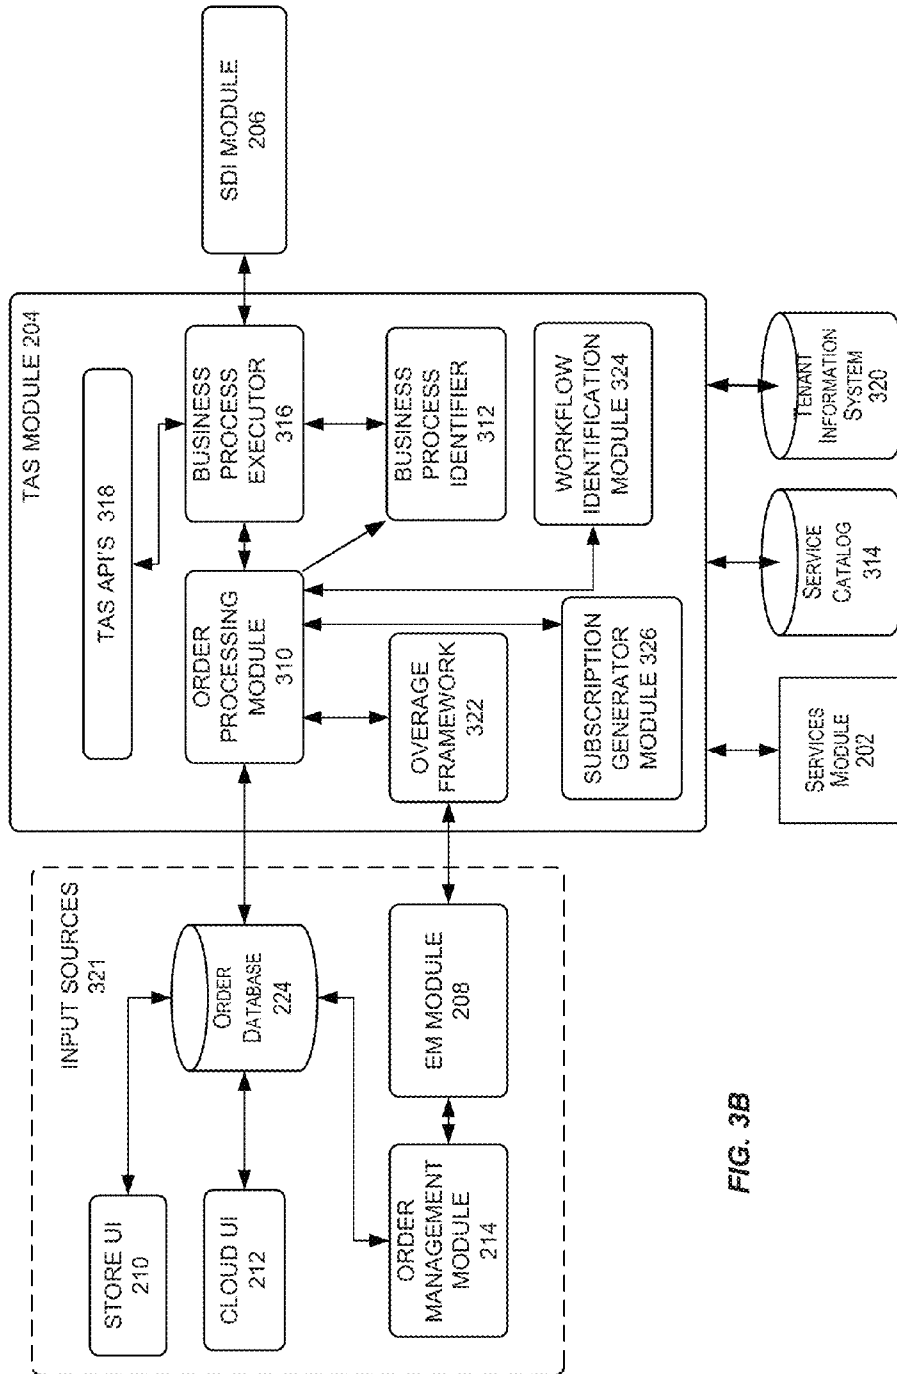 INPUT SOURCES
321
STORE UI
210
CLOUD UI
212
ORDER
DATABASE
224
ORDER
MANAGEMENT
MODULE
214
EM MODULE
208
TAS MODULE 204
TAS API'S 318
ORDER
PROCESSING
MODULE
310
BUSINESS
PROCESS
EXECUTOR
316
OVERAGE
FRAMEWORK
322
BUSINESS
PROCESS
IDENTIFIER
312
SUBSCRIPTION
GENERATOR
MODULE 326
WORKFLOW
IDENTIFICATION
MODULE 324
SDI MODULE
206
SERVICES
MODULE
202
SERVICE
CATALOG
314
TENANT
INFORMATION
SYSTEM
320
FIG. 3B